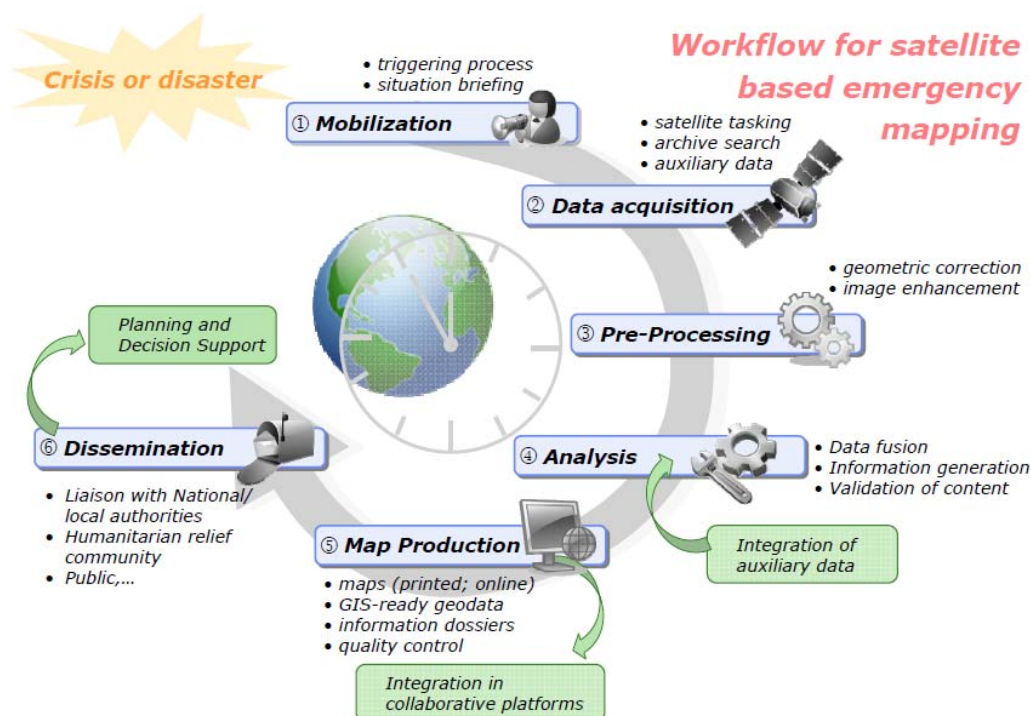 Crisis or disaster
Workflow for satellite
based emergency
mapping
• triggering process
• situation briefing
① Mobilization
• satellite tasking
• archive search
• auxiliary data
② Data acquisition
• geometric correction
• image enhancement
③ Pre-Processing
④ Analysis
• Data fusion
• Information generation
• Validation of content
Integration of
auxiliary data
⑤ Map Production
• maps (printed; online)
• GIS-ready geodata
• information dossiers
• quality control
Integration in
collaborative platforms
⑥ Dissemination
• Liaison with National/
local authorities
• Humanitarian relief
community
• Public,...
Planning and
Decision Support